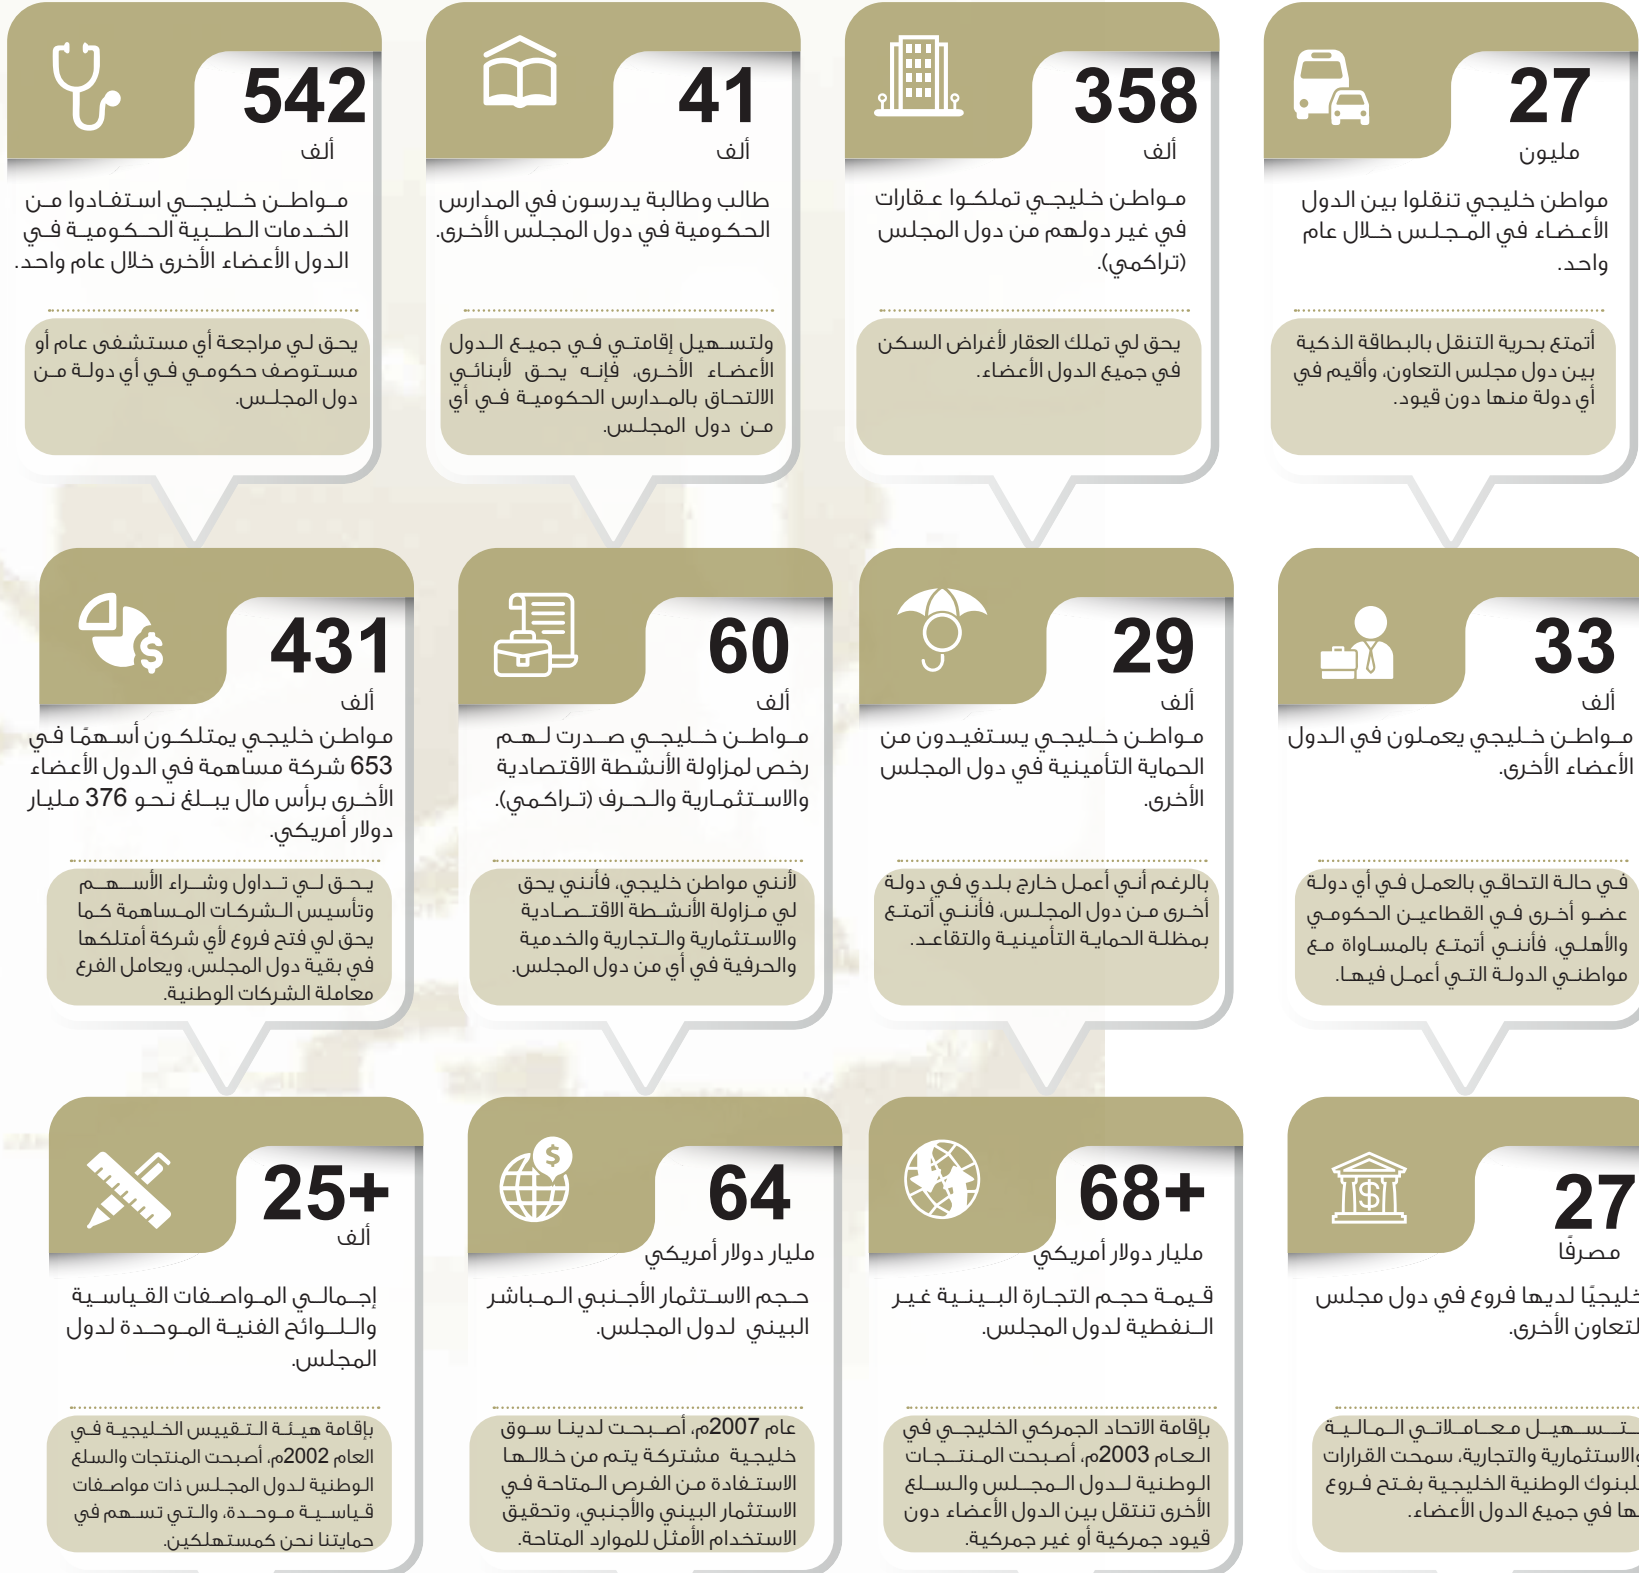 27
مليون
مواطن خليجي تنقلوا بين الدول
الأعضاء في المجلس خلال عام
واحد.
أتمتع بحرية التنقل بالبطاقة الذكية
بين دول مجلس التعاون، وأقيم في
أي دولة منها دون قيود.
358
ألف
مواطن خليجي تملكوا عقارات
في غير دولهم من دول المجلس
(تراكمي).
يحق لي تملك العقار لأغراض السكن
في جميع الدول الأعضاء.
41
ألف
طالب وطالبة يدرسون في المدارس
الحكومية في دول المجلس الأخرى.
ولتسهيل إقامتي في جميع الدول
الأعضاء الأخرى، فإنه يحق لأبنائي
الالتحاق بالمدارس الحكومية في أي
من دول المجلس.
542
ألف
مواطن خليجي استفادوا من
الخدمات الطبية الحكومية في
الدول الأعضاء الأخرى خلال عام واحد.
يحق لي مراجعة أي مستشفى عام أو
مستوصف حكومي في أي دولة من
دول المجلس.
33
ألف
مواطن خليجي يعملون في الدول
الأعضاء الأخرى.
في حالة التحاقي بالعمل في أي دولة
عضو أخرى في القطاعين الحكومي
والأهلي، فأنني أتمتع بالمساواة مع
مواطني الدولة التي أعمل فيها.
29
ألف
مواطن خليجي يستفيدون من
الحماية التأمينية في دول المجلس
الأخرى.
بالرغم أني أعمل خارج بلدي في دولة
أخرى من دول المجلس، فأنني أتمتع
بمظلة الحماية التأمينية والتقاعد.
60
ألف
مواطن خليجي صدرت لهم
رخص لمزاولة الأنشطة الاقتصادية
والاستثمارية والحرف (تراكمي).
لأنني مواطن خليجي، فأنني يحق
لي مزاولة الأنشطة الاقتصادية
والاستثمارية والتجارية والخدمية
والحرفية في أي من دول المجلس.
431
ألف
مواطن خليجي يمتلكون أسهمًا في
653 شركة مساهمة في الدول الأعضاء
الأخرى برأس مال يبلغ نحو 376 مليار
دولار أمريكي.
يحق لي تداول وشراء الأسهم
وتأسيس الشركات المساهمة كما
يحق لي فتح فروع لأي شركة أمتلكها
في بقية دول المجلس، ويعامل الفرع
معاملة الشركات الوطنية.
27
مصرفًا
خليجيًا لديها فروع في دول مجلس
التعاون الأخرى.
لتسهيل معاملاتي المالية
والاستثمارية والتجارية، سمحت القرارات
للبنوك الوطنية الخليجية بفتح فروع
لها في جميع الدول الأعضاء.
68+
مليار دولار أمريكي
قيمة حجم التجارة البينية غير
النفطية لدول المجلس.
بإقامة الاتحاد الجمركي الخليجي في
العام 2003م، أصبحت المنتجات
الوطنية لدول المجلس والسلع
الأخرى تنتقل بين الدول الأعضاء دون
قيود جمركية أو غير جمركية.
64
مليار دولار أمريكي
حجم الاستثمار الأجنبي المباشر
البيني لدول المجلس.
عام 2007م، أصبحت لدينا سوق
خليجية مشتركة يتم من خلالها
الاستفادة من الفرص المتاحة في
الاستثمار البيني والأجنبي، وتحقيق
الاستخدام الأمثل للموارد المتاحة.
25+
ألف
إجمالي المواصفات القياسية
واللوائح الفنية الموحدة لدول
المجلس.
بإقامة هيئة التقييس الخليجية في
العام 2002م، أصبحت المنتجات والسلع
الوطنية لدول المجلس ذات مواصفات
قياسية موحدة، والتي تسهم في
حمايتنا نحن كمستهلكين.